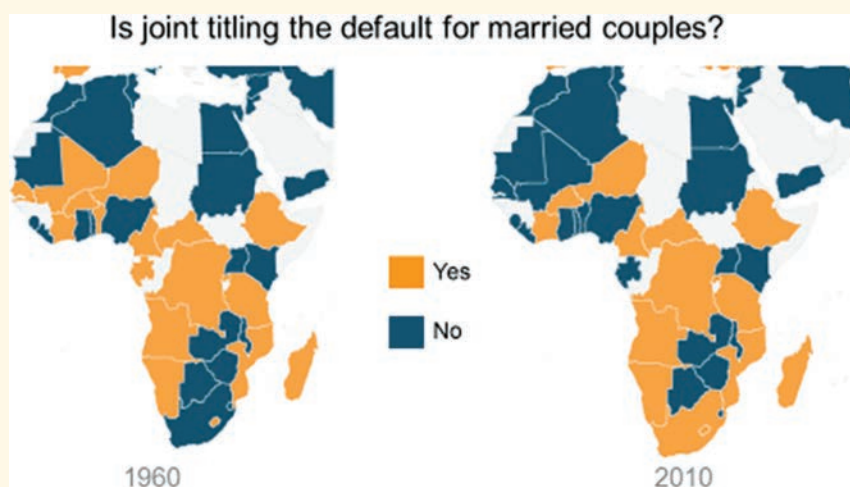 Is joint titling the default for married couples?
Yes
No
1960
2010